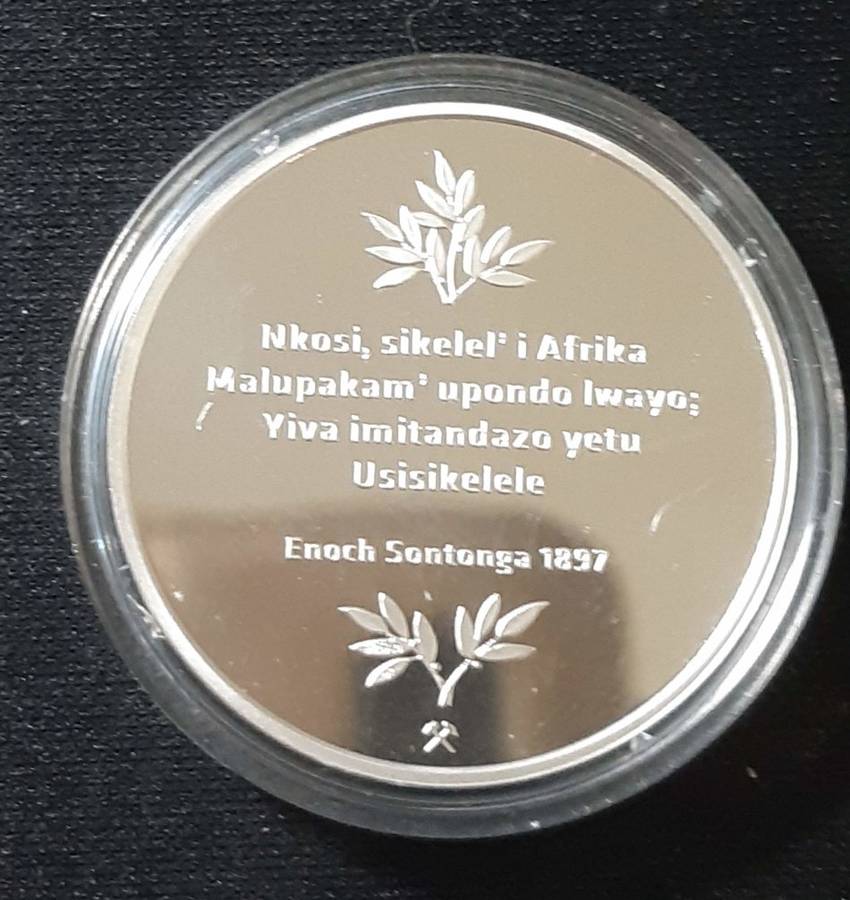 Nkosi, sikelel' i Afrika
Malupakam' upondo lwayo;
Yiva imitandazo yetu
Usisikelele
Enoch Sontonga 1897